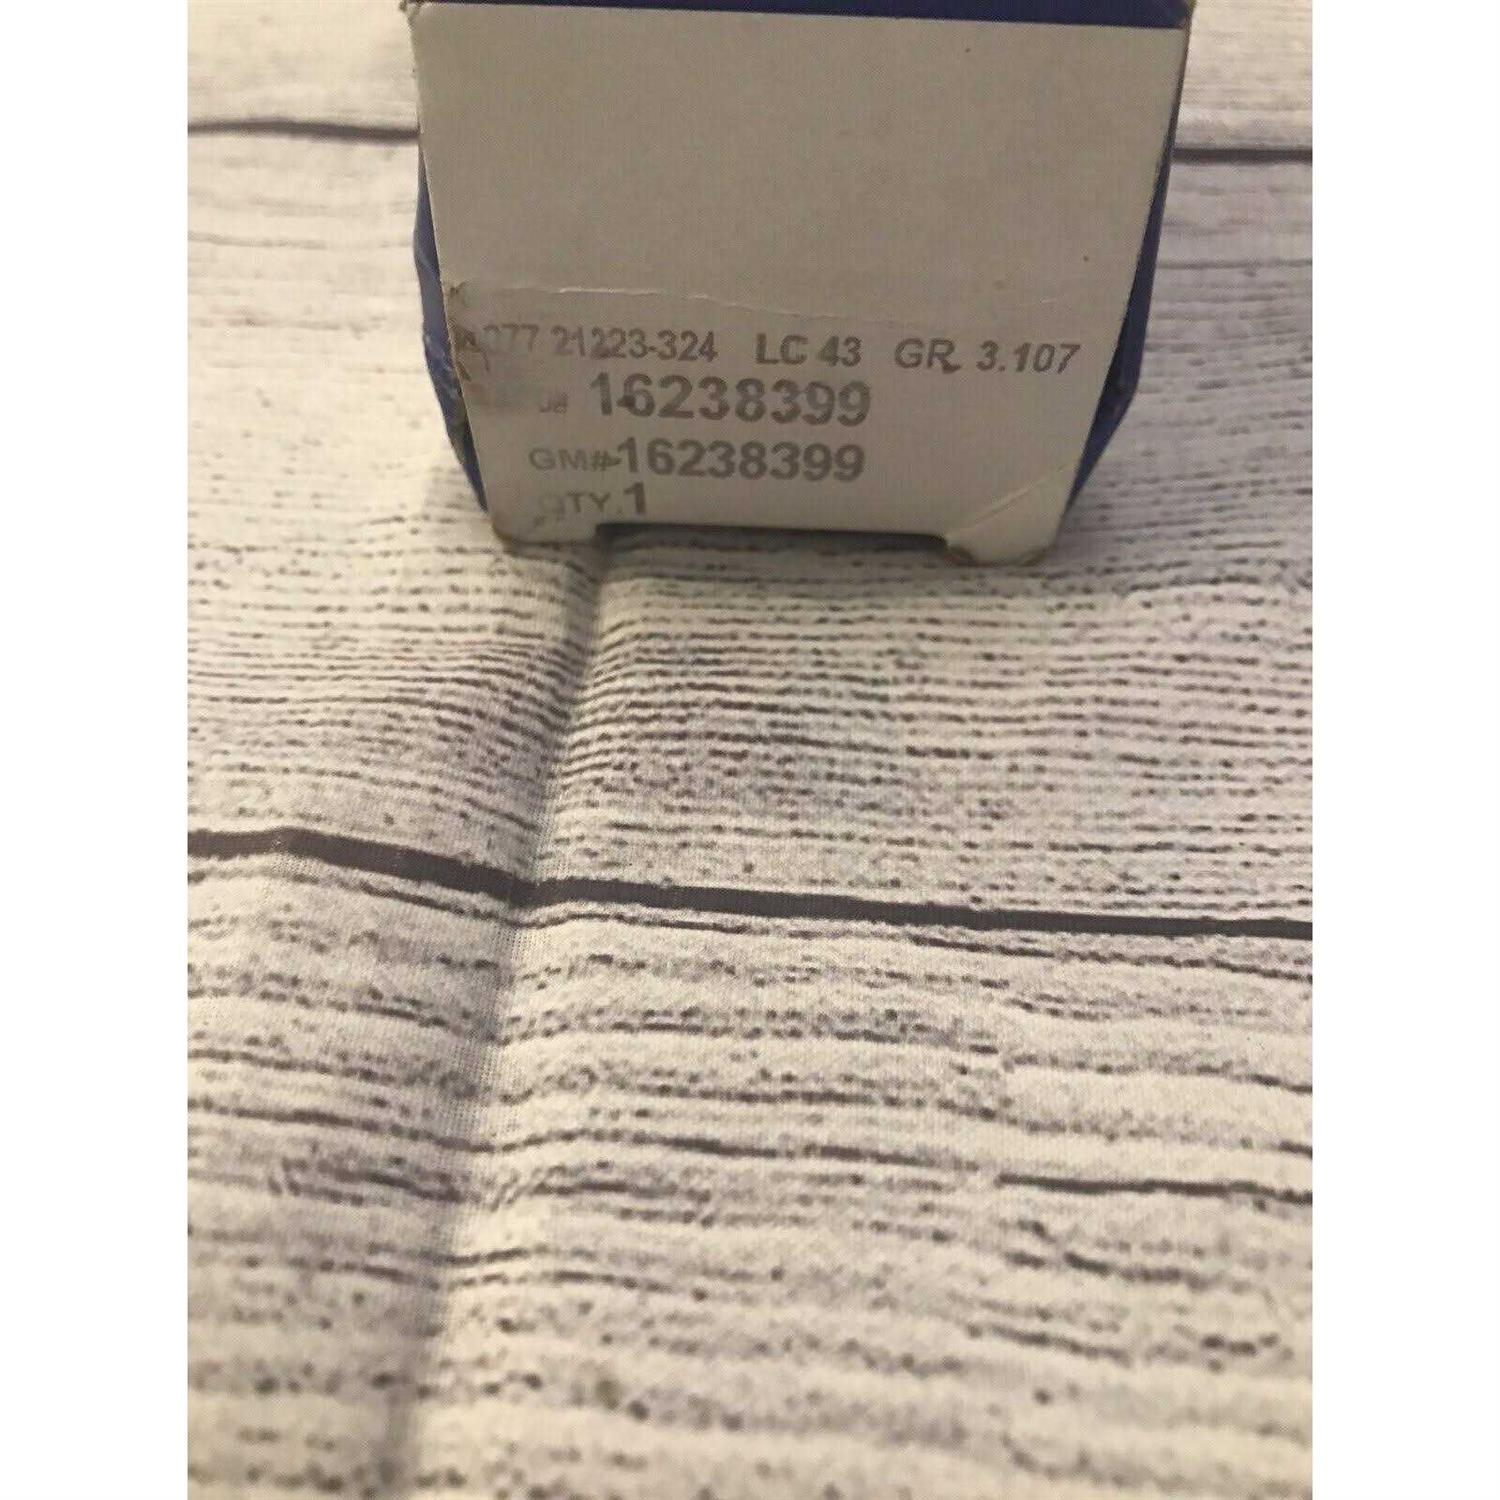 21223-324 LC 43 GR. 3.107
16238399
GM# 16238399
QTY. 1